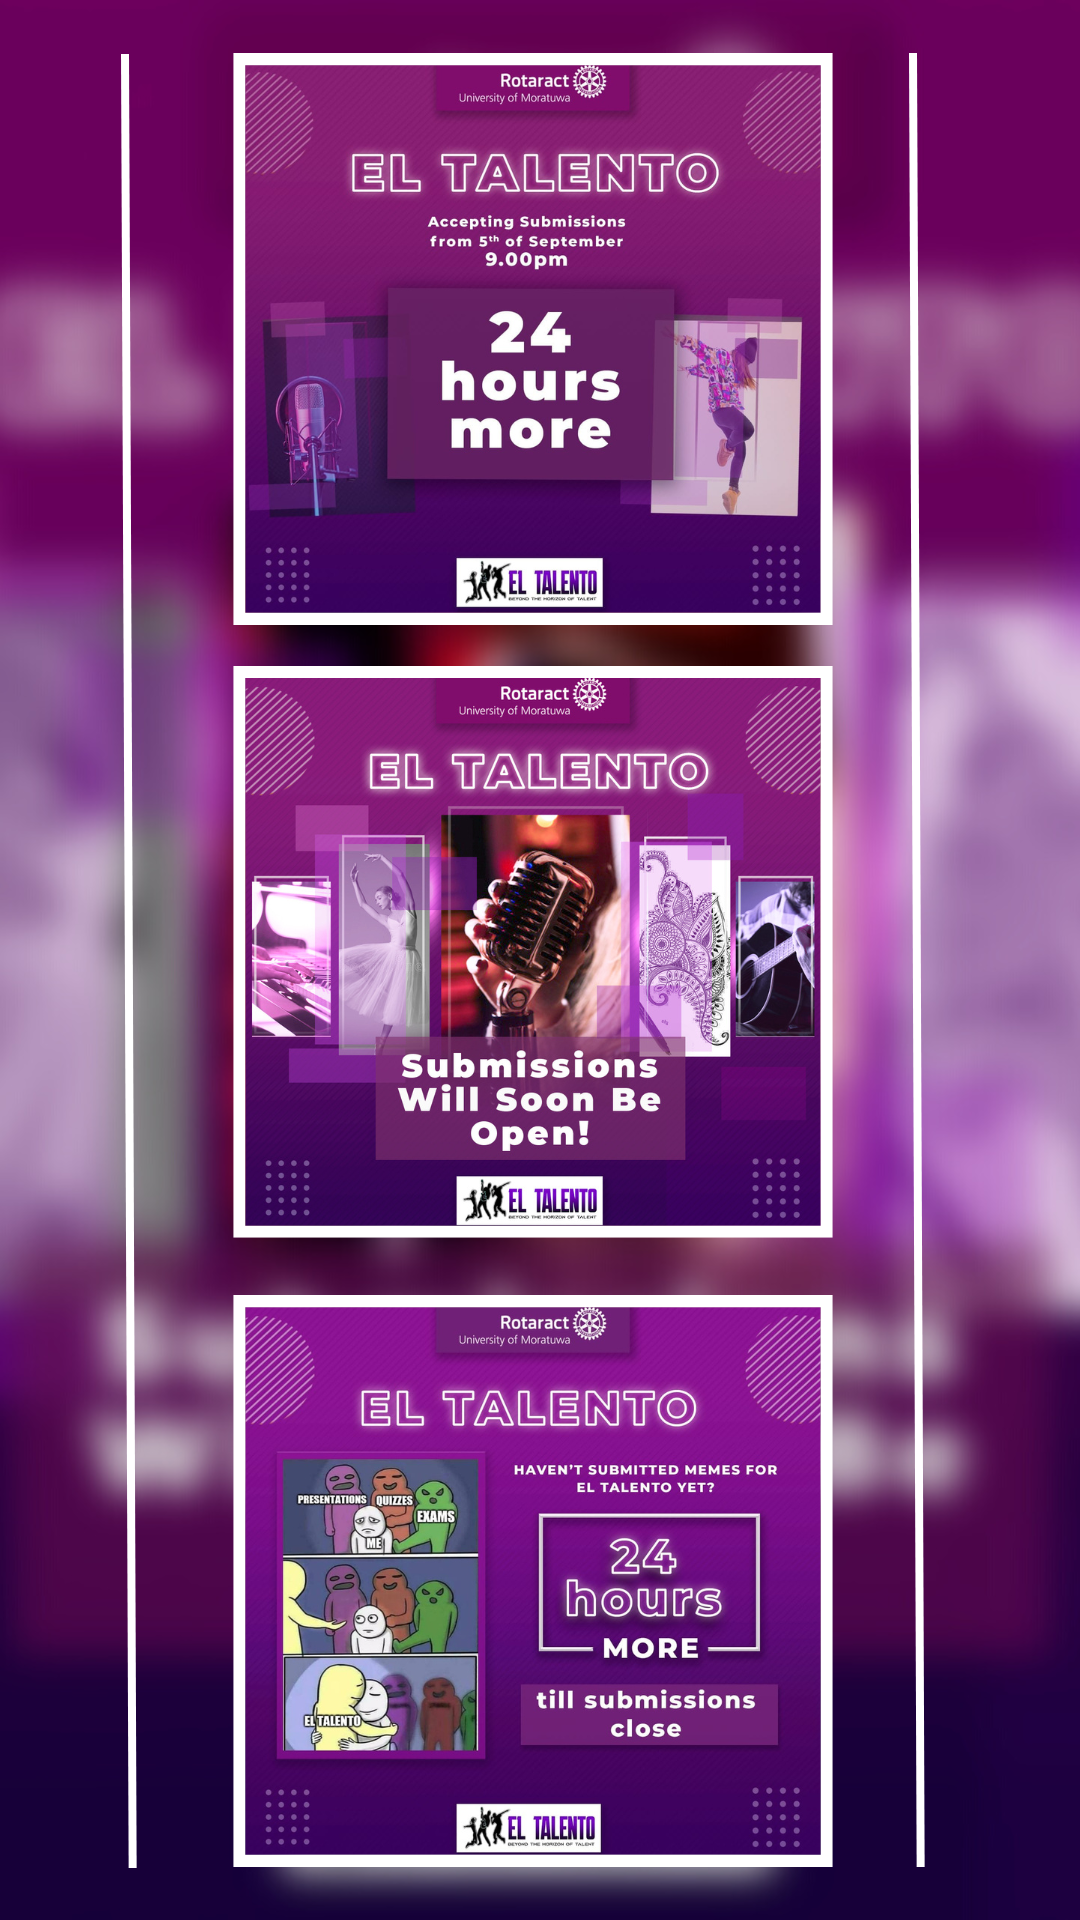 Rotaract
University of Moratuwa
EL TALENTO
Accepting Submissions
from 5th of September
9.00pm
24
hours
more
EL TALENTO
BEYOND THE HORIZON OF TALENT
Rotaract
University of Moratuwa
EL TALENTO
Submissions
Will Soon Be
Open!
EL TALENTO
BEYOND THE HORIZON OF TALENT
Rotaract
University of Moratuwa
EL TALENTO
PRESENTATIONS QUIZZES
EXAMS
ME
EL TALENTO
HAVEN'T SUBMITTED MEMES FOR
EL TALENTO YET?
24
hours
MORE
till submissions
close
EL TALENTO
BEYOND THE HORIZON OF TALENT